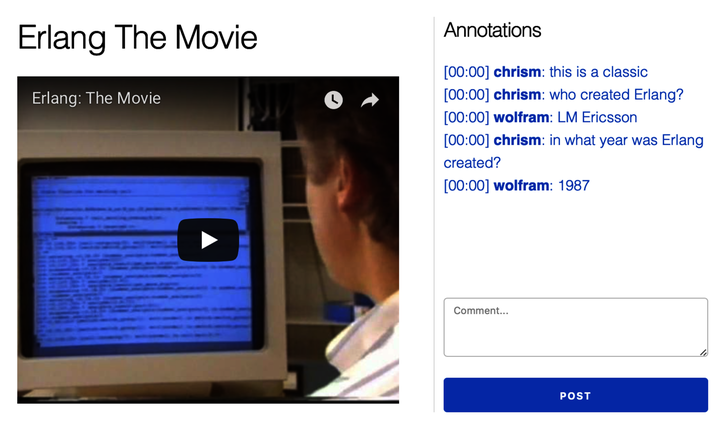 Erlang The Movie
Erlang: The Movie
Annotations
[00:00] chrism: this is a classic
[00:00] chrism: who created Erlang?
[00:00] wolfram: LM Ericsson
[00:00] chrism: in what year was Erlang
created?
[00:00] wolfram: 1987
Comment...
POST